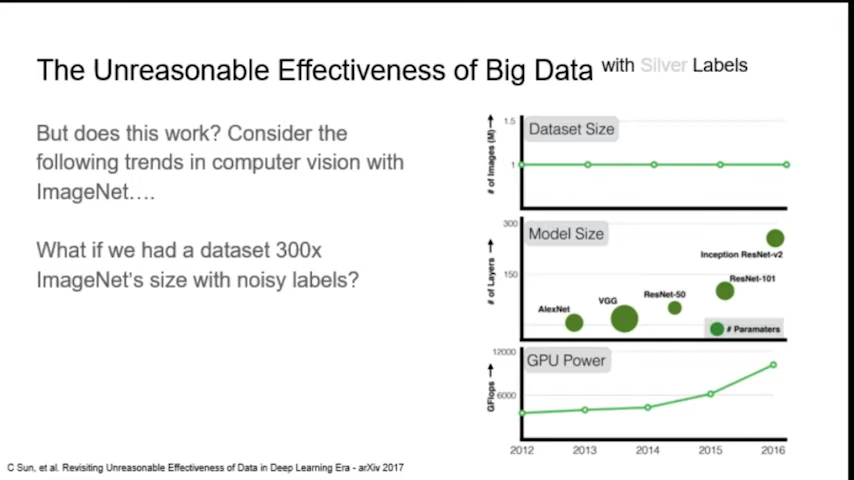 The Unreasonable Effectiveness of Big Data with Silver Labels
But does this work? Consider the
following trends in computer vision with
ImageNet....
What if we had a dataset 300x
ImageNet's size with noisy labels?
Dataset Size
# of Images (M)
1.5
1
Model Size
# of Layers
300
150
AlexNet
VGG
ResNet-50
ResNet-101
Inception ResNet-v2
# Paramaters
GPU Power
GFlops
12000
6000
2012 2013 2014 2015 2016
C Sun, et al. Revisiting Unreasonable Effectiveness of Data in Deep Learning Era - arXiv 2017